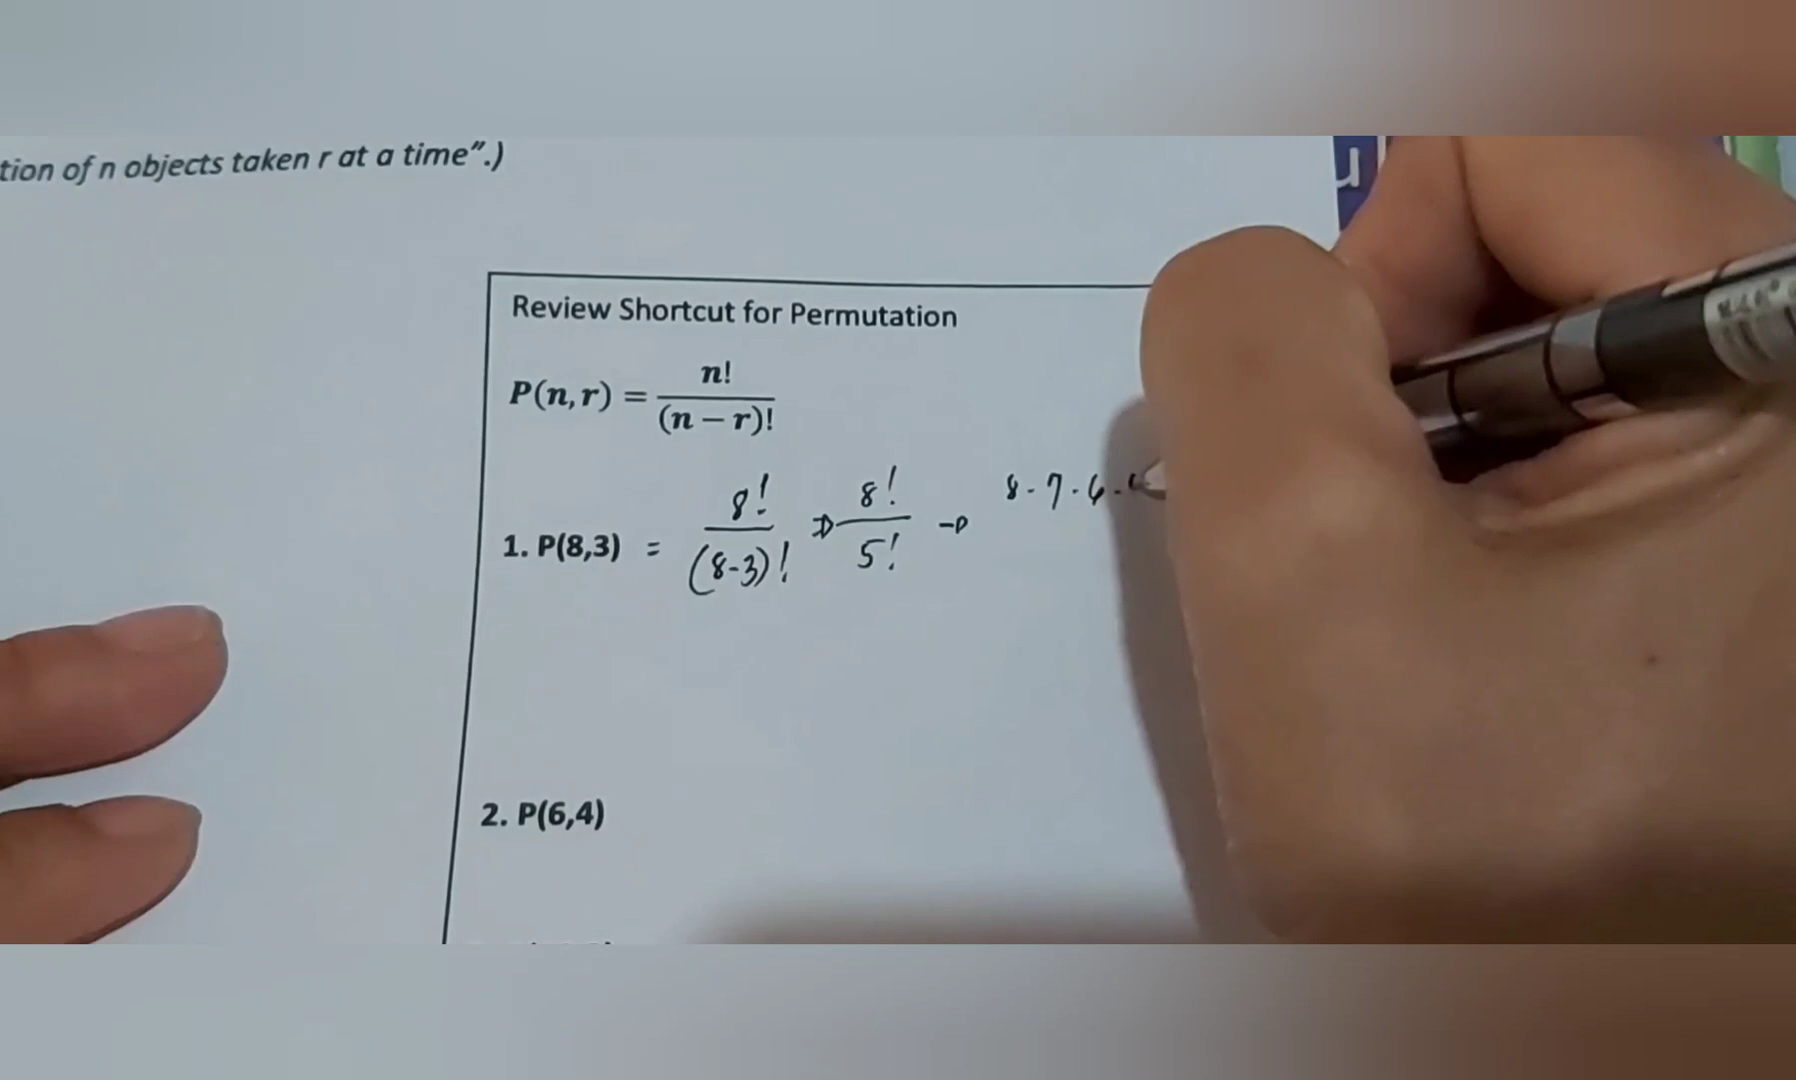 tion of n objects taken r at a time”.)
Review Shortcut for Permutation
P(n,r) = n! / (n − r)!
1. P(8,3) = 8! / (8-3)! ⇒ 8! / 5! → 8 · 7 · 6 ·
2. P(6,4)